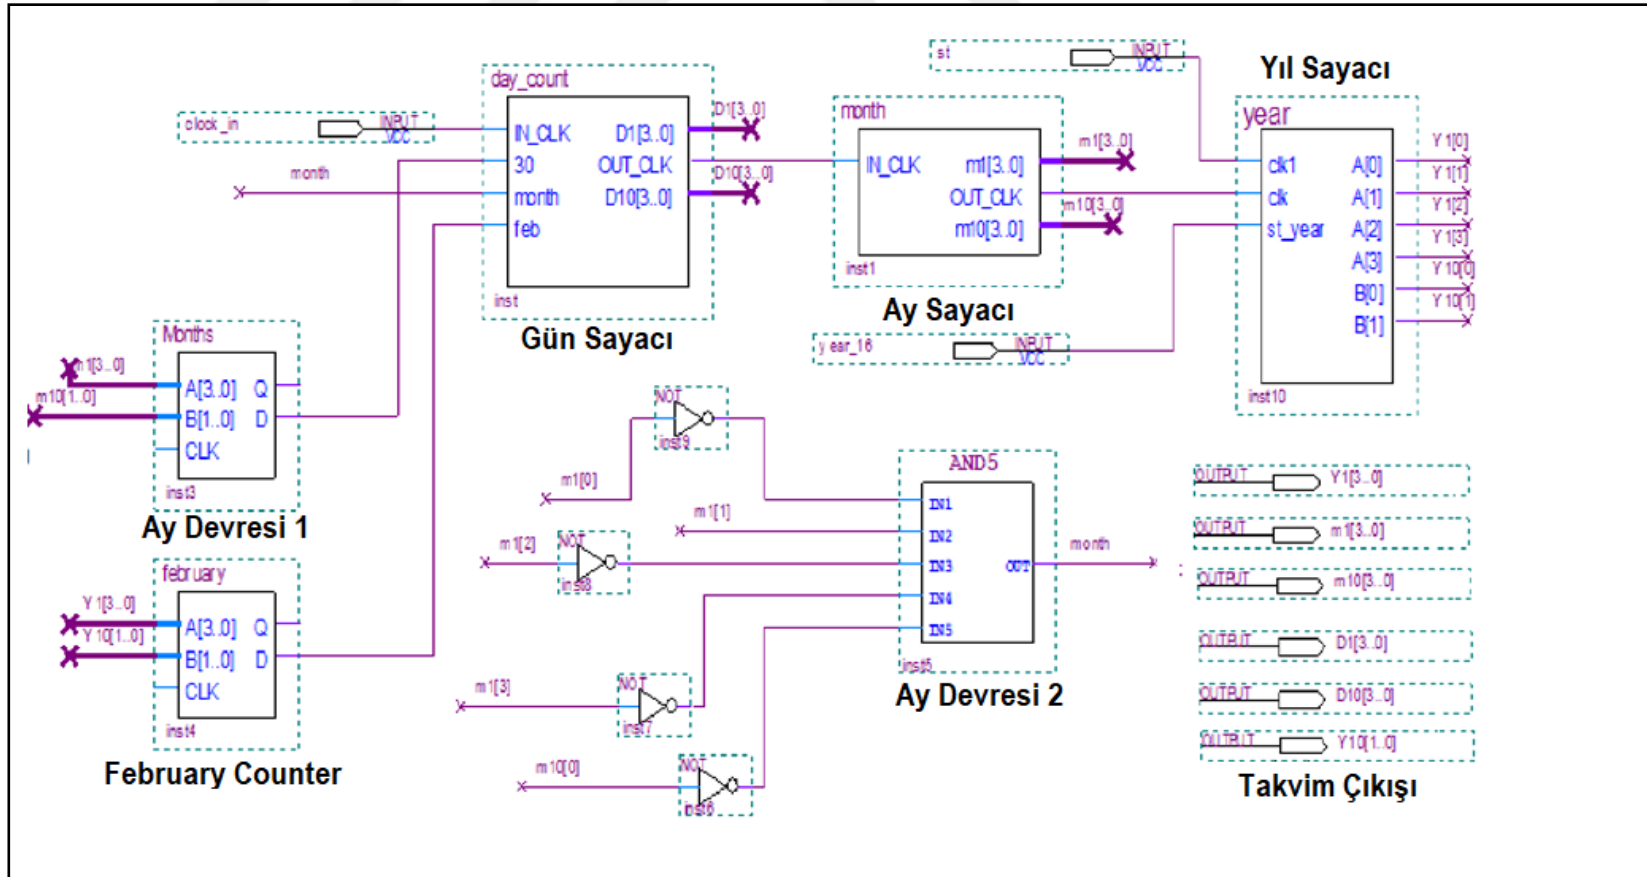 st
INPUT
VCC
Yıl Sayacı
day_count
clock_in
INPUT
VCC
IN_CLK
30
month
feb
D1[3..0]
OUT_CLK
D10[3..0]
inst
Gün Sayacı
D1[3..0]
D10[3..0]
month
month
IN_CLK
m1[3..0]
OUT_CLK
m10[3..0]
inst1
Ay Sayacı
m1[3..0]
m10[3..0]
year
clk1
clk
st_year
A[0]
A[1]
A[2]
A[3]
B[0]
B[1]
inst10
Y1[0]
Y1[1]
Y1[2]
Y1[3]
Y10[0]
Y10[1]
year_16
INPUT
VCC
Months
m1[3..0]
m10[1..0]
A[3..0]
B[1..0]
CLK
Q
D
inst3
Ay Devresi 1
february
Y1[3..0]
Y10[1..0]
A[3..0]
B[1..0]
CLK
Q
D
inst4
February Counter
NOT
inst9
m1[0]
m1[1]
m1[2]
NOT
inst8
m1[3]
NOT
inst7
m10[0]
NOT
inst6
AND5
IN1
IN2
IN3
IN4
IN5
OUT
inst5
month
Ay Devresi 2
OUTPUT
Y1[3..0]
OUTPUT
m1[3..0]
OUTPUT
m10[3..0]
OUTPUT
D1[3..0]
OUTPUT
D10[3..0]
OUTPUT
Y10[1..0]
Takvim Çıkışı